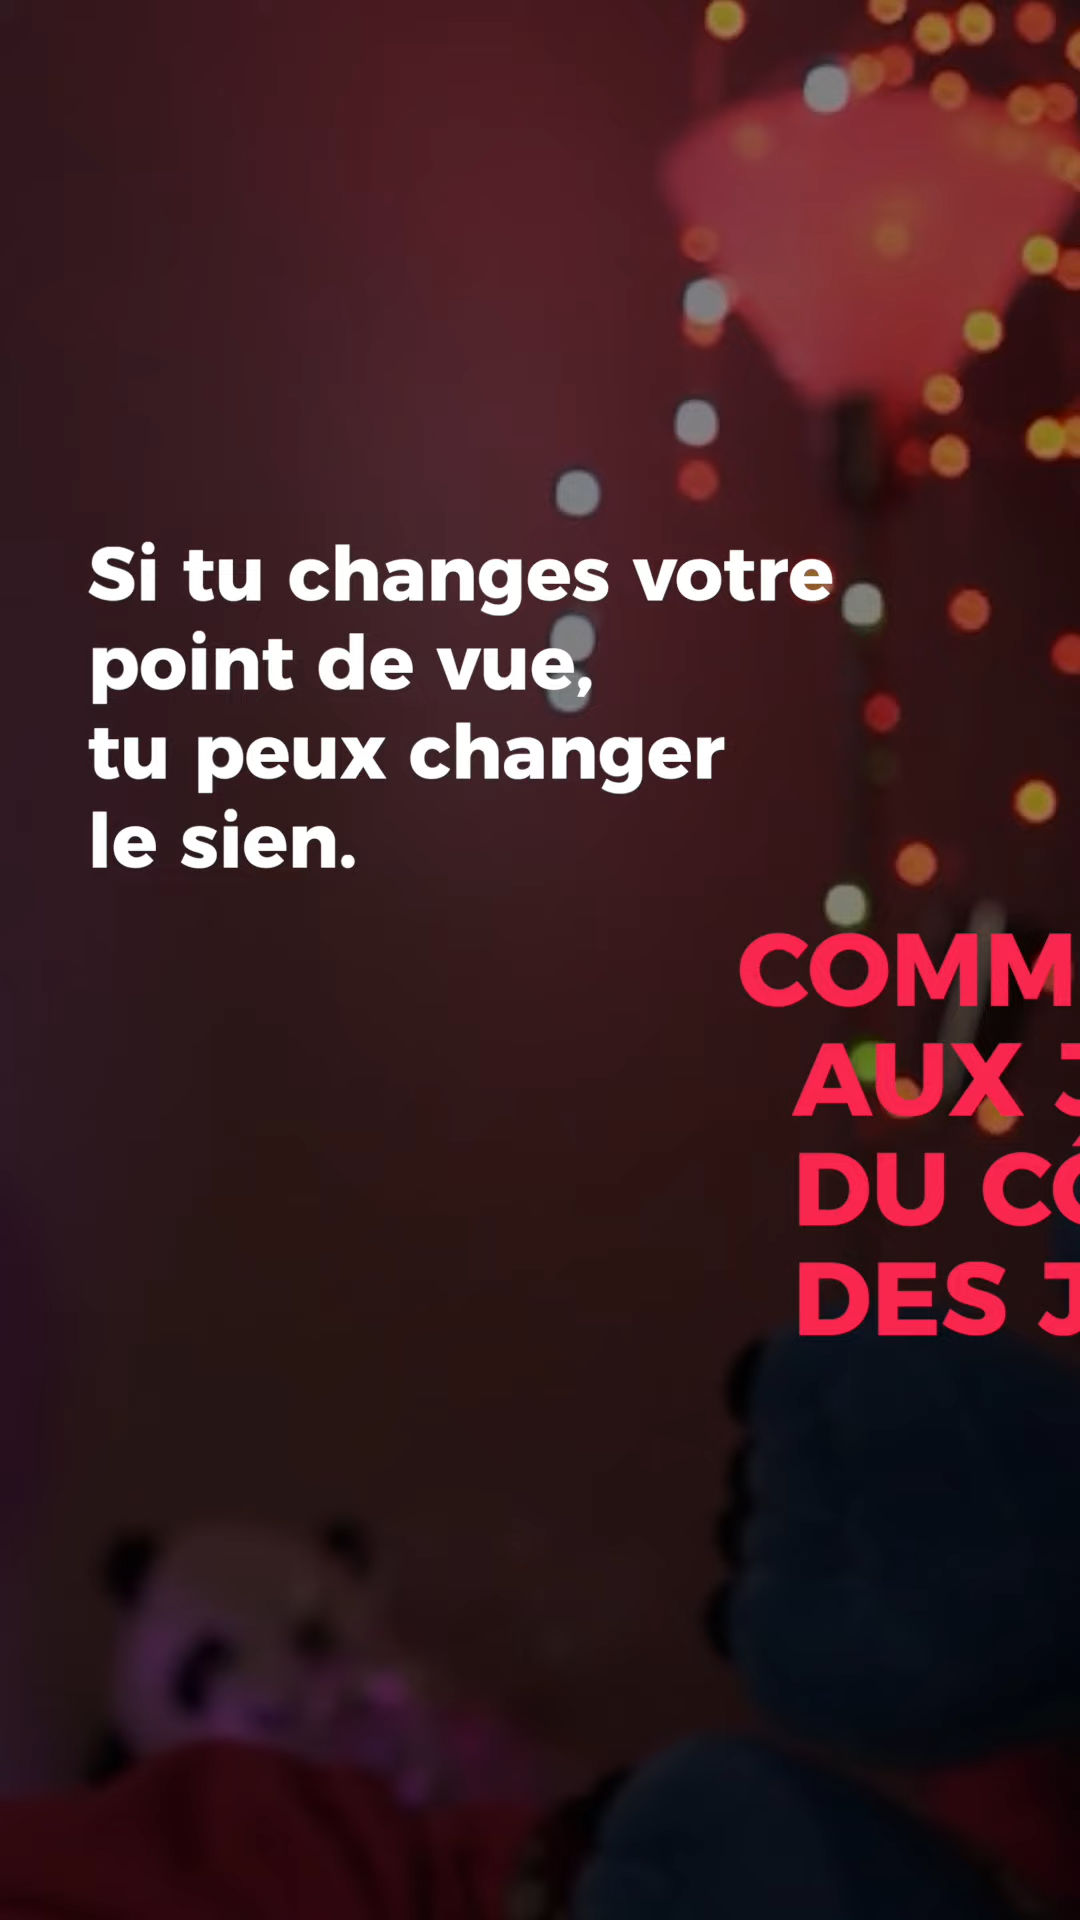 Si tu changes votre
point de vue,
tu peux changer
le sien.
AUX
DU
DES